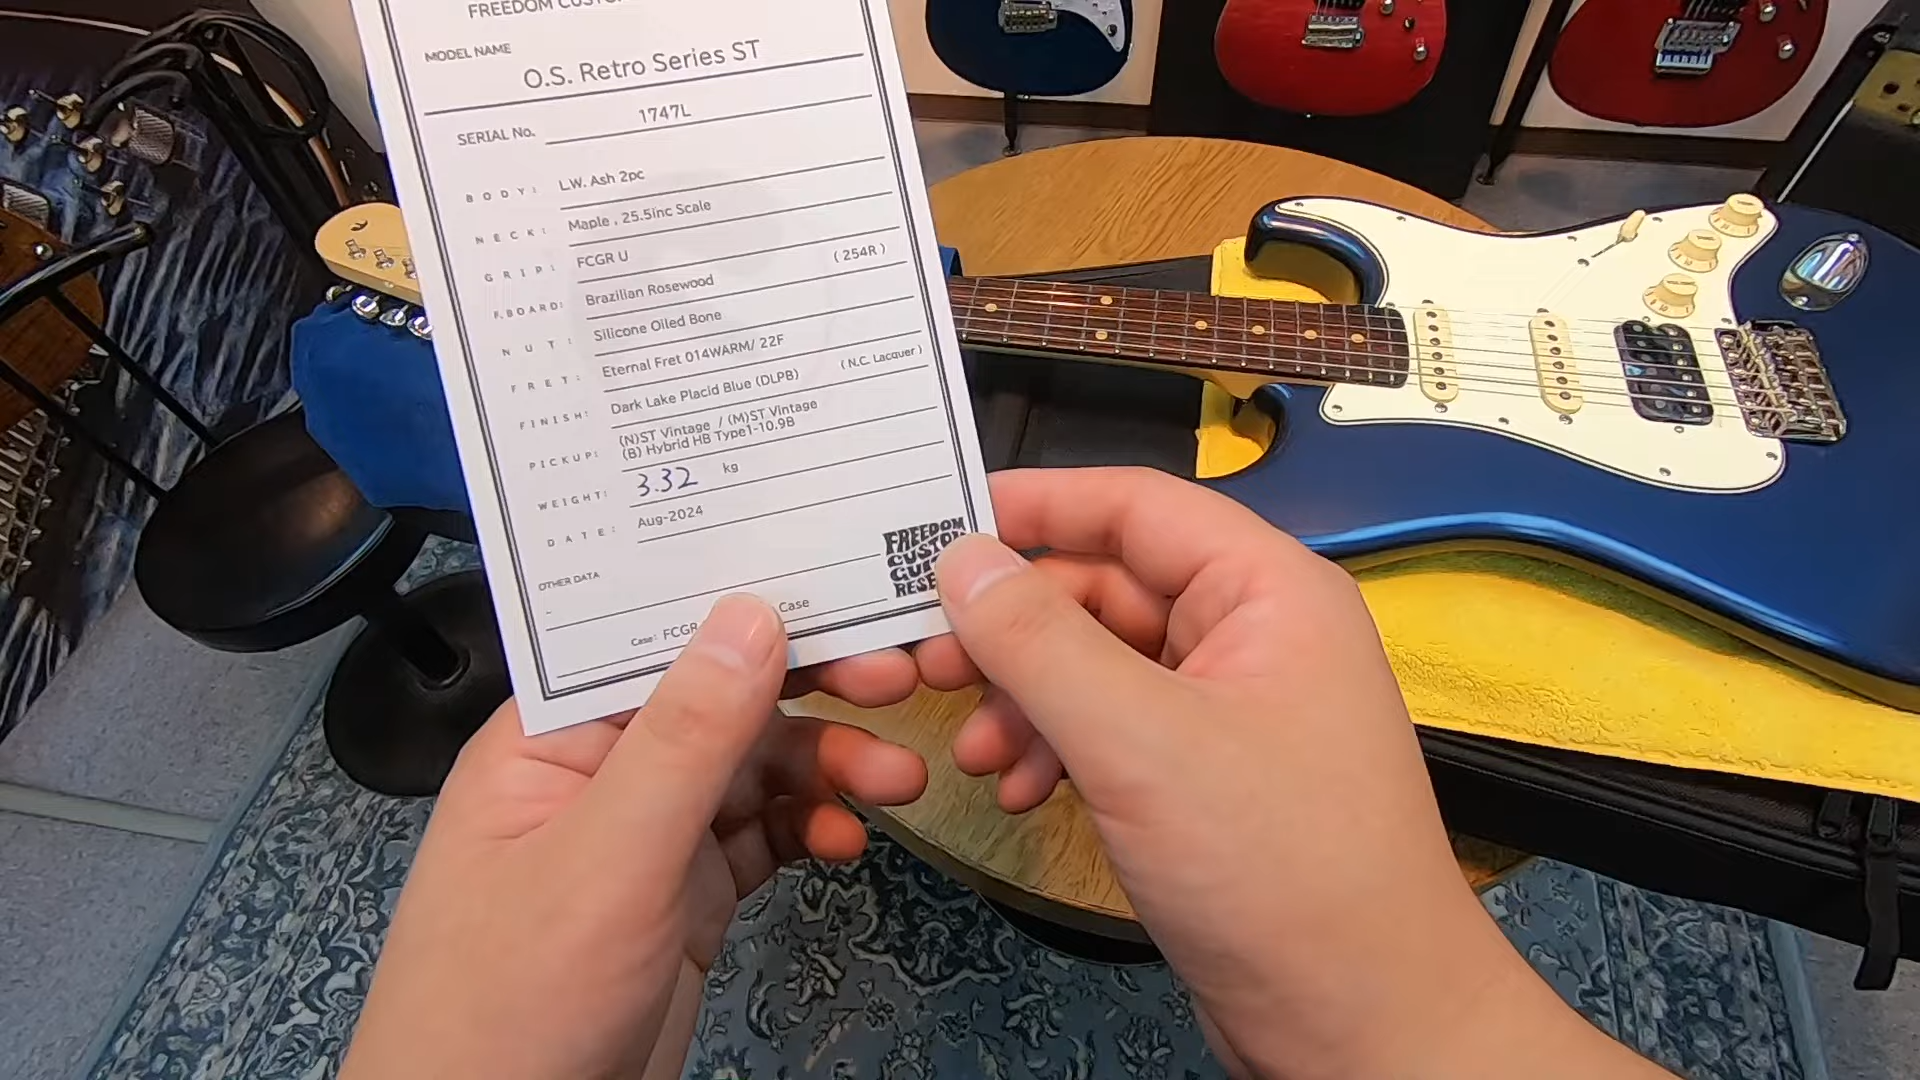 FREEDOM
MODEL NAME
O.S. Retro Series ST
SERIAL No. 1747L
BODY: L.W. Ash 2pc
NECK: Maple , 25.5inc Scale
GRIP: FCGR U
F.BOARD: Brazilian Rosewood (254R)
NUT: Silicone Oiled Bone
FRET: Eternal Fret 014WARM/ 22F
FINISH: Dark Lake Placid Blue (DLPB) (N.C. Lacquer)
PICKUP: (N)ST Vintage / (M)ST Vintage
(B) Hybrid HB Type1-10.9B
WEIGHT: 3.32 kg
DATE: Aug-2024
OTHER DATA
-
Case: FCGR Case
FREEDOM
CUSTOM